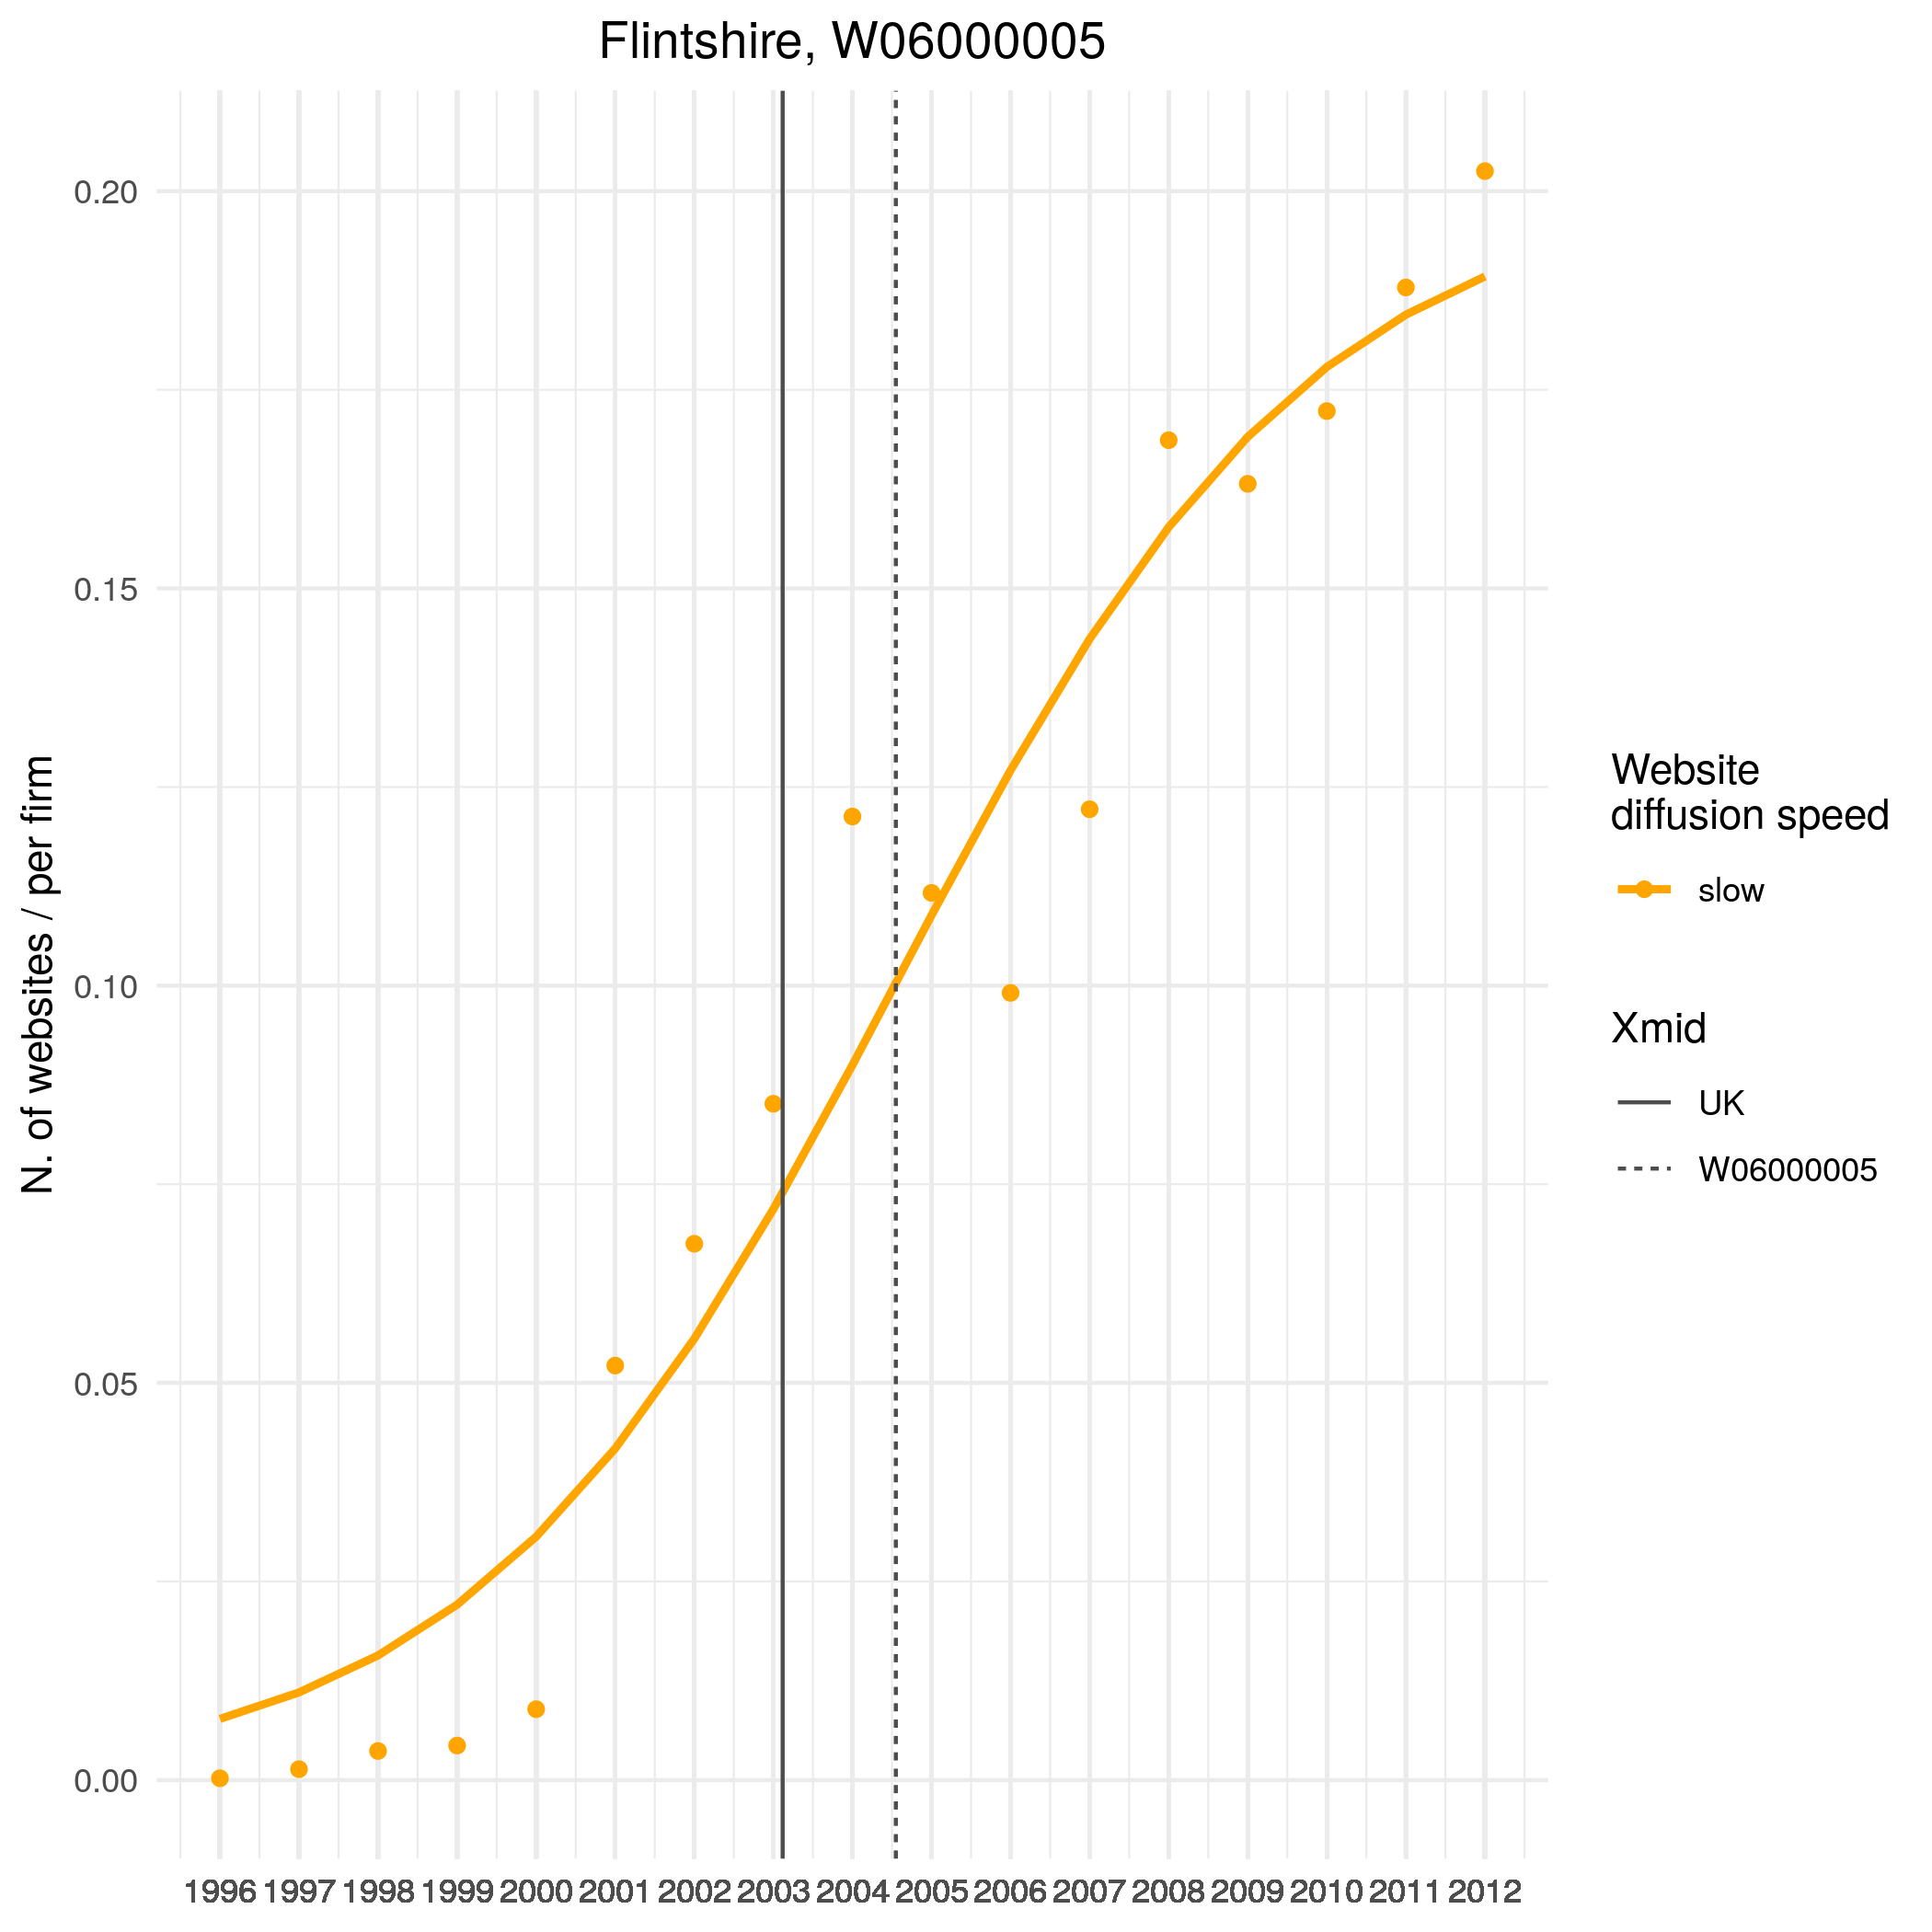 Flintshire, W06000005
N. of websites / per firm
0.20
0.15
0.10
0.05
0.00
1996 1997 1998 1999 2000 2001 2002 2003 2004 2005 2006 2007 2008 2009 2010 2011 2012
Website
diffusion speed
slow
Xmid
UK
W06000005